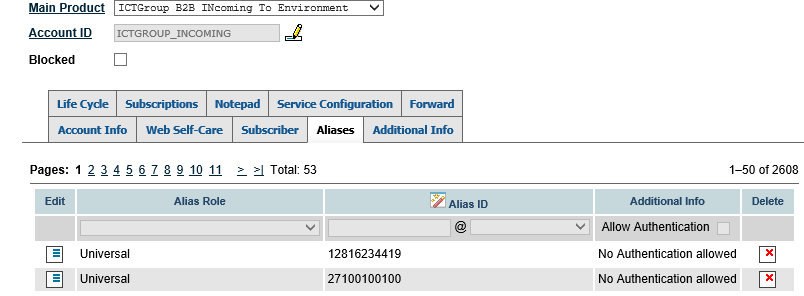 Main Product ICTGroup B2B INcoming To Environment
Account ID ICTGROUP_INCOMING
Blocked
Life Cycle Subscriptions Notepad Service Configuration Forward
Account Info Web Self-Care Subscriber Aliases Additional Info
Pages: 1 2 3 4 5 6 7 8 9 10 11 > >| Total: 53 1–50 of 2608
Edit Alias Role Alias ID Additional Info Delete
@ Allow Authentication
Universal 12816234419 No Authentication allowed
Universal 27100100100 No Authentication allowed